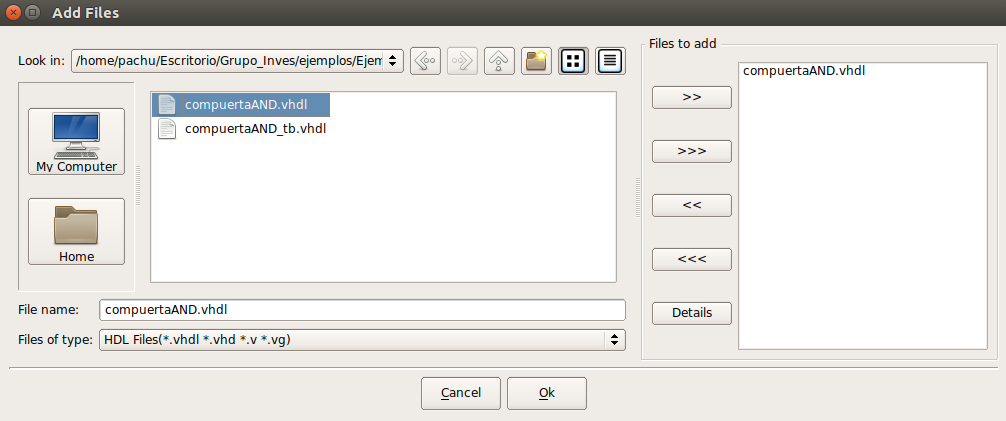 Add Files
Look in:
/home/pachu/Escritorio/Grupo_Inves/ejemplos/Ejem
My Computer
Home
compuertaAND.vhdl
compuertaAND_tb.vhdl
File name:
compuertaAND.vhdl
Files of type:
HDL Files(*.vhdl *.vhd *.v *.vg)
>>
>>>
<<
<<<
Details
Files to add
compuertaAND.vhdl
Cancel
Ok